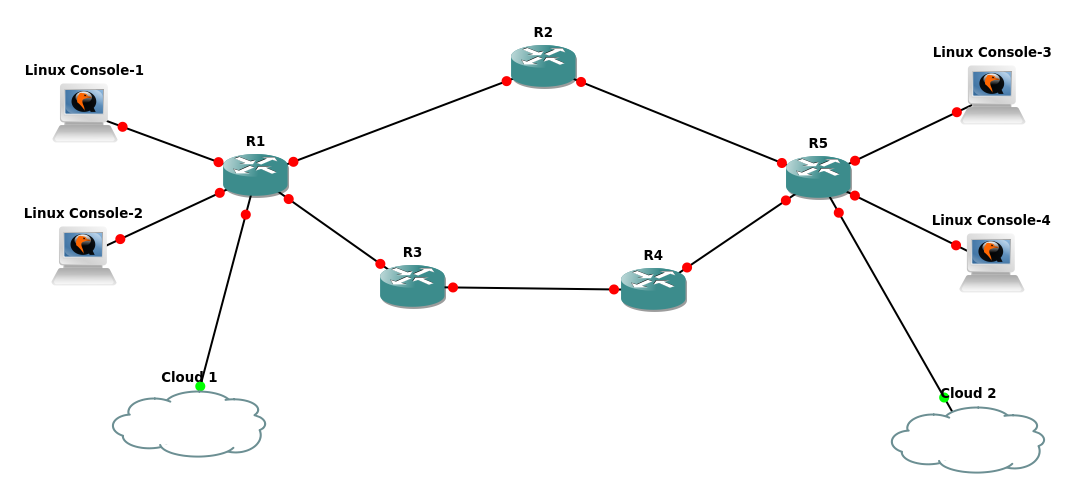 R2
Linux Console-3
Linux Console-1
R1
R5
Linux Console-2
Linux Console-4
R3
R4
Cloud 1
Cloud 2